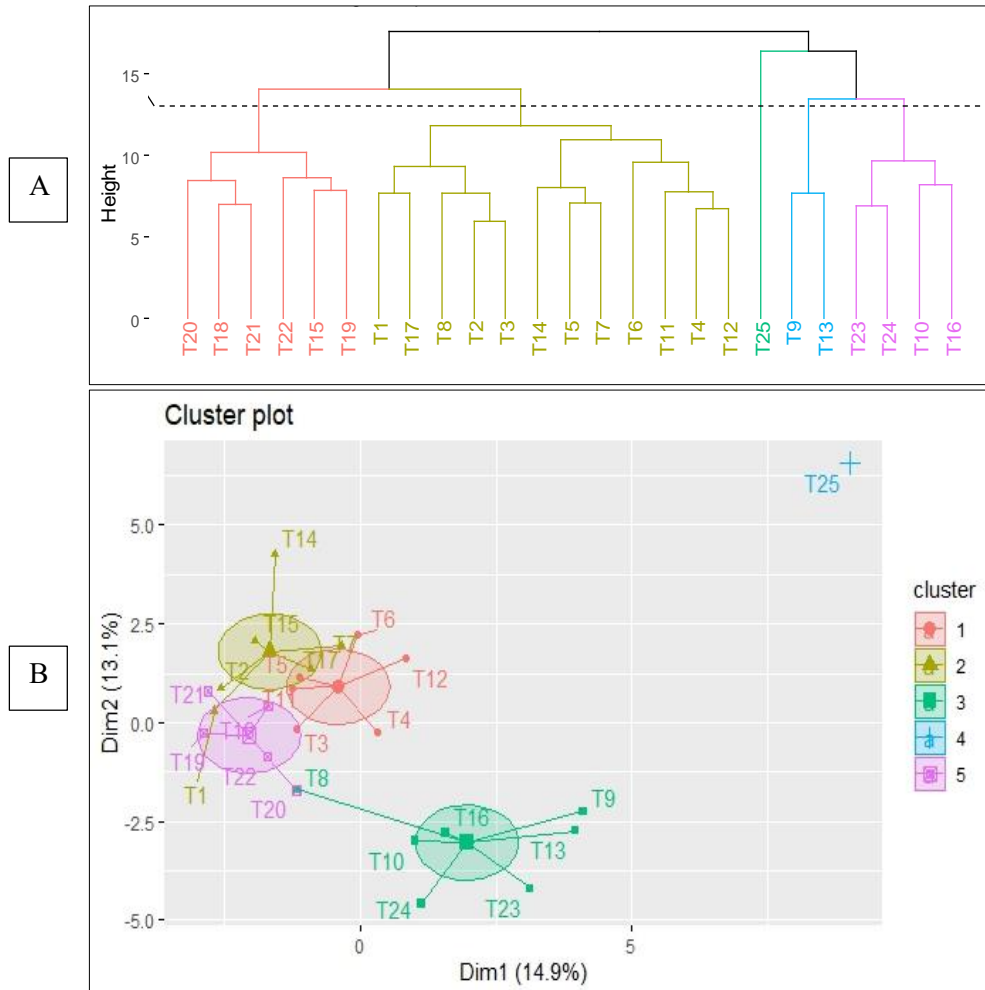 A
Height
15
10
5
0
T20 T18 T21 T22 T15 T19 T1 T17 T8 T2 T3 T14 T5 T7 T6 T11 T4 T12 T25 T9 T13 T23 T24 T10 T16
B
Cluster plot
T25
5.0
T14
T15
T6
2.5
T5
T17
T12
T2
T21
T4
T3
0.0
T19
T22
T8
T1
T20
-2.5
T9
T16
T10
T13
T24
T23
-5.0
0
5
Dim1 (14.9%)
Dim2 (13.1%)
cluster
1
2
3
4
5